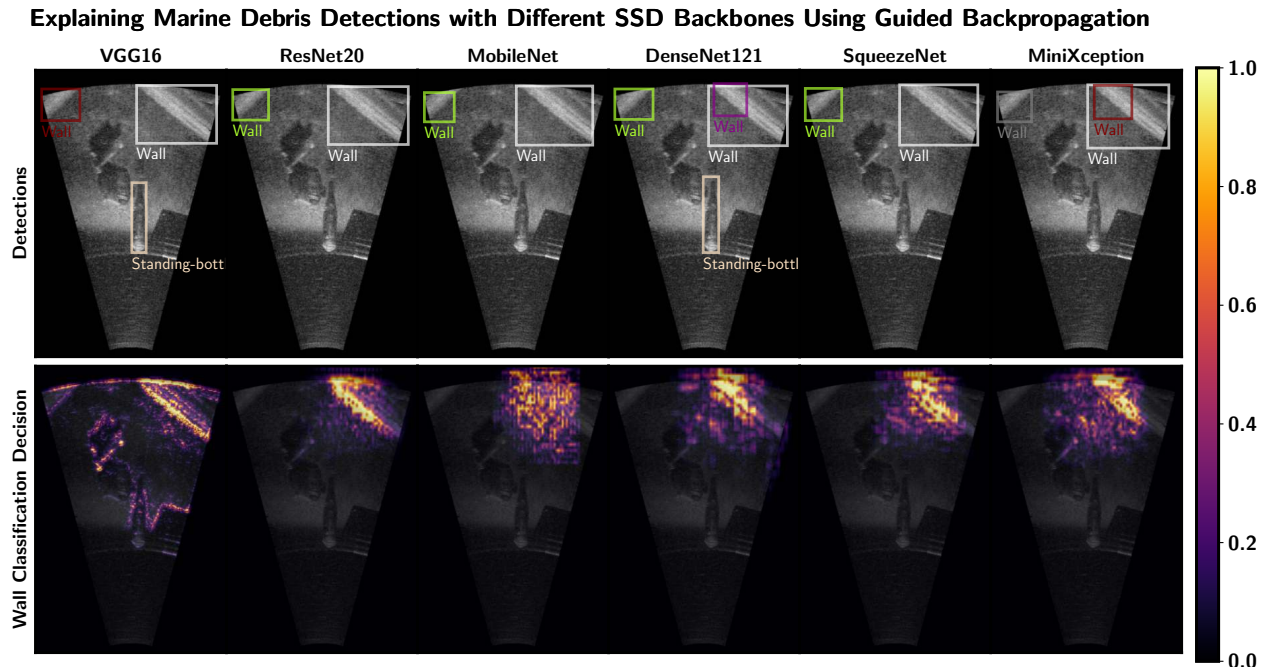 Explaining Marine Debris Detections with Different SSD Backbones Using Guided Backpropagation
VGG16 ResNet20 MobileNet DenseNet121 SqueezeNet MiniXception
Detections
Wall
Wall
Standing-bott
Wall
Wall
Wall
Wall
Wall
Wall
Wall
Standing-bottl
Wall
Wall
Wall
Wall
Wall
Wall Classification Decision
1.0
0.8
0.6
0.4
0.2
0.0